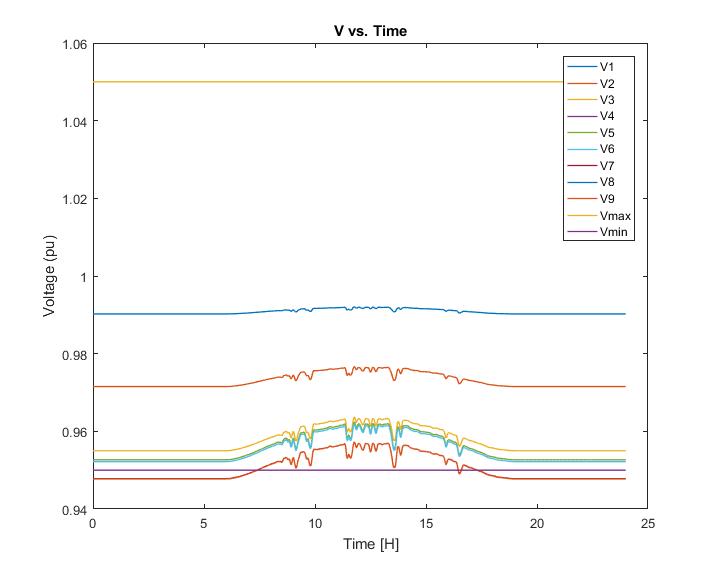 V vs. Time
1.06
1.04
1.02
1
0.98
0.96
0.94
Voltage (pu)
V1
V2
V3
V4
V5
V6
V7
V8
V9
Vmax
Vmin
0 5 10 15 20 25
Time [H]